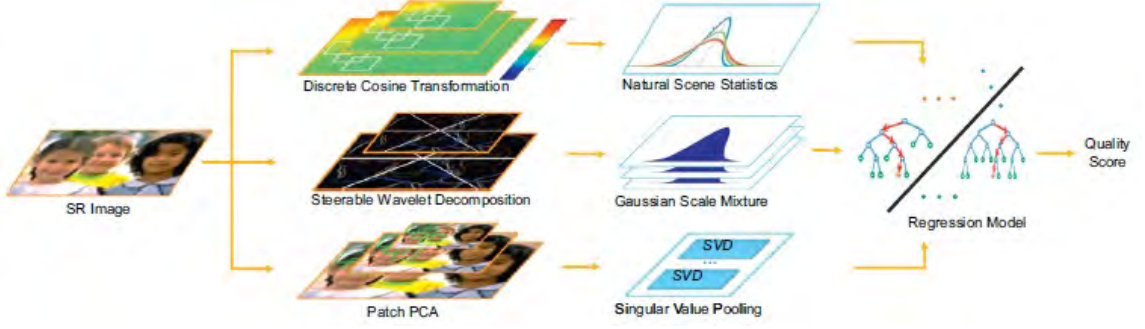 Discrete Cosine Transformation
Natural Scene Statistics
SR Image
Steerable Wavelet Decomposition
Gaussian Scale Mixture
Regression Model
Quality
Score
Patch PCA
SVD
...
SVD
Singular Value Pooling